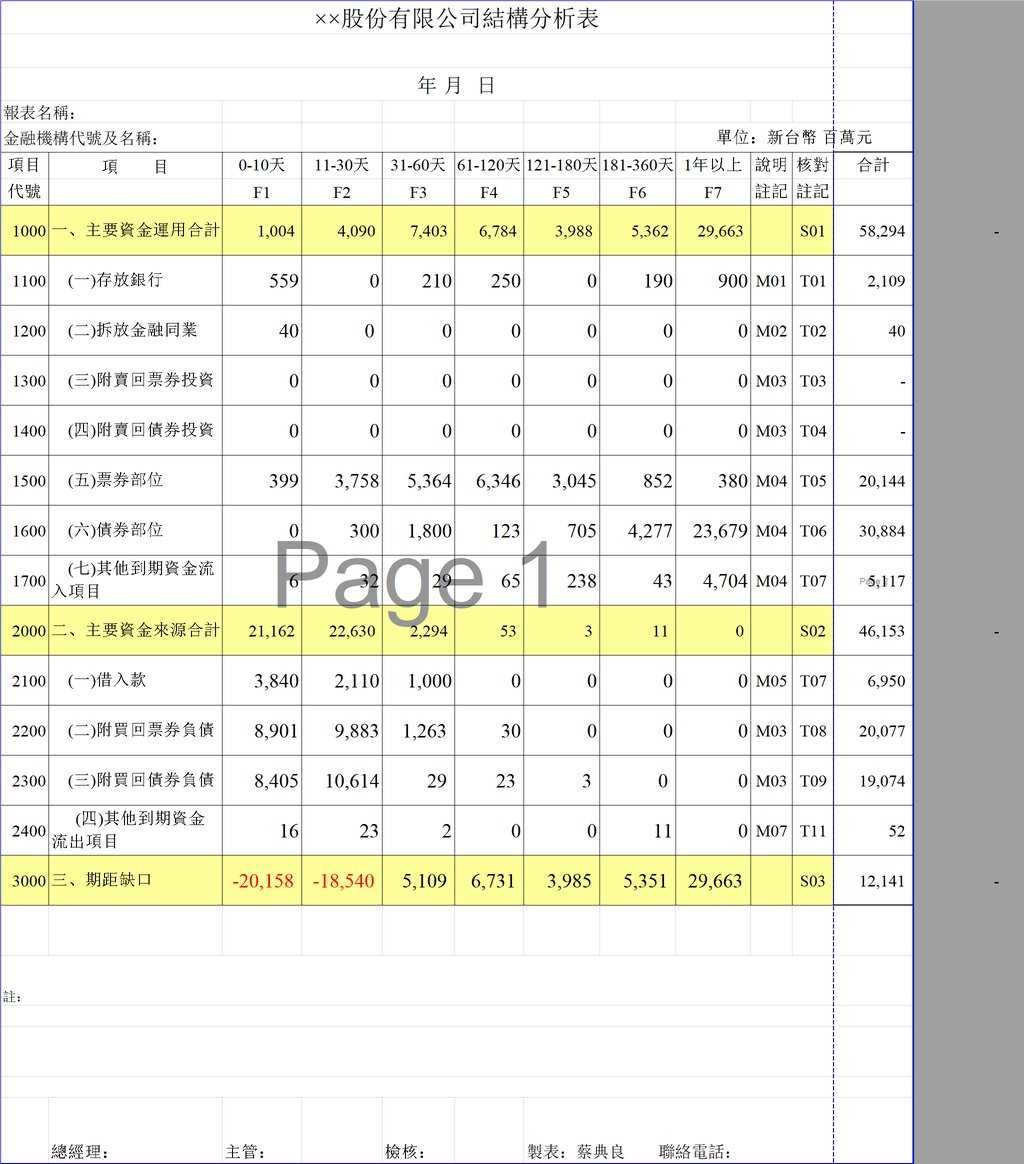 ××股份有限公司結構分析表
年 月 日
報表名稱：
金融機構代號及名稱： 單位：新台幣 百萬元
項目 項 目 0-10天 11-30天 31-60天 61-120天 121-180天 181-360天 1年以上 說明 核對 合計
代號 F1 F2 F3 F4 F5 F6 F7 註記 註記
1000 一、主要資金運用合計 1,004 4,090 7,403 6,784 3,988 5,362 29,663 S01 58,294 -
1100 (一)存放銀行 559 0 210 250 0 190 900 M01 T01 2,109
1200 (二)拆放金融同業 40 0 0 0 0 0 0 M02 T02 40
1300 (三)附賣回票券投資 0 0 0 0 0 0 0 M03 T03 -
1400 (四)附賣回債券投資 0 0 0 0 0 0 0 M03 T04 -
1500 (五)票券部位 399 3,758 5,364 6,346 3,045 852 380 M04 T05 20,144
1600 (六)債券部位 0 300 1,800 123 705 4,277 23,679 M04 T06 30,884
Page 1
1700 (七)其他到期資金流 6 32 29 65 238 43 4,704 M04 T07 5,117
入項目
2000 二、主要資金來源合計 21,162 22,630 2,294 53 3 11 0 S02 46,153 -
2100 (一)借入款 3,840 2,110 1,000 0 0 0 0 M05 T07 6,950
2200 (二)附買回票券負債 8,901 9,883 1,263 30 0 0 0 M03 T08 20,077
2300 (三)附買回債券負債 8,405 10,614 29 23 3 0 0 M03 T09 19,074
2400 (四)其他到期資金 16 23 2 0 0 11 0 M07 T11 52
流出項目
3000 三、期距缺口 -20,158 -18,540 5,109 6,731 3,985 5,351 29,663 S03 12,141 -
註：
總經理： 主管： 檢核： 製表：蔡典良 聯絡電話：